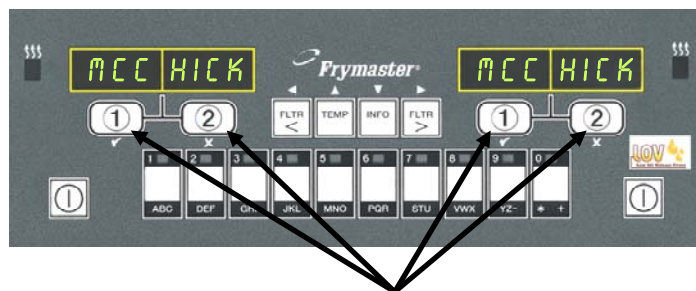 MCC HICK Frymaster MCC HICK
1 2 FLTR < TEMP INFO FLTR > 1 2
LOV
1 2 3 4 5 6 7 8 9 0
ABC DEF JKL MNO PQR STU VWX YZ- * +